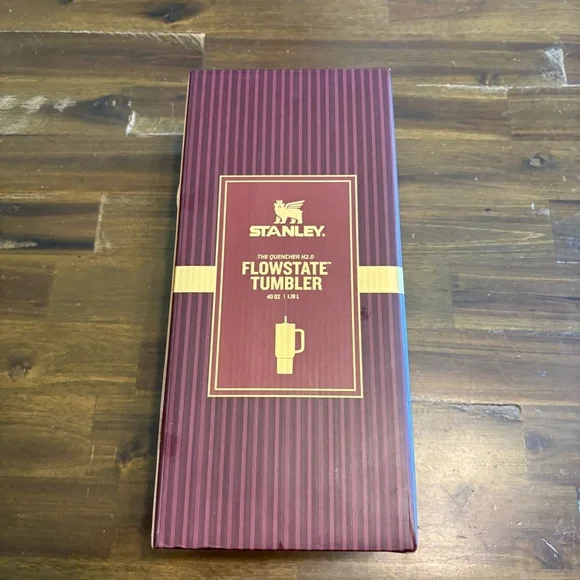 STANLEY.
THE QUENCHER H2.0
FLOWSTATE™
TUMBLER
40 OZ | 1.18 L